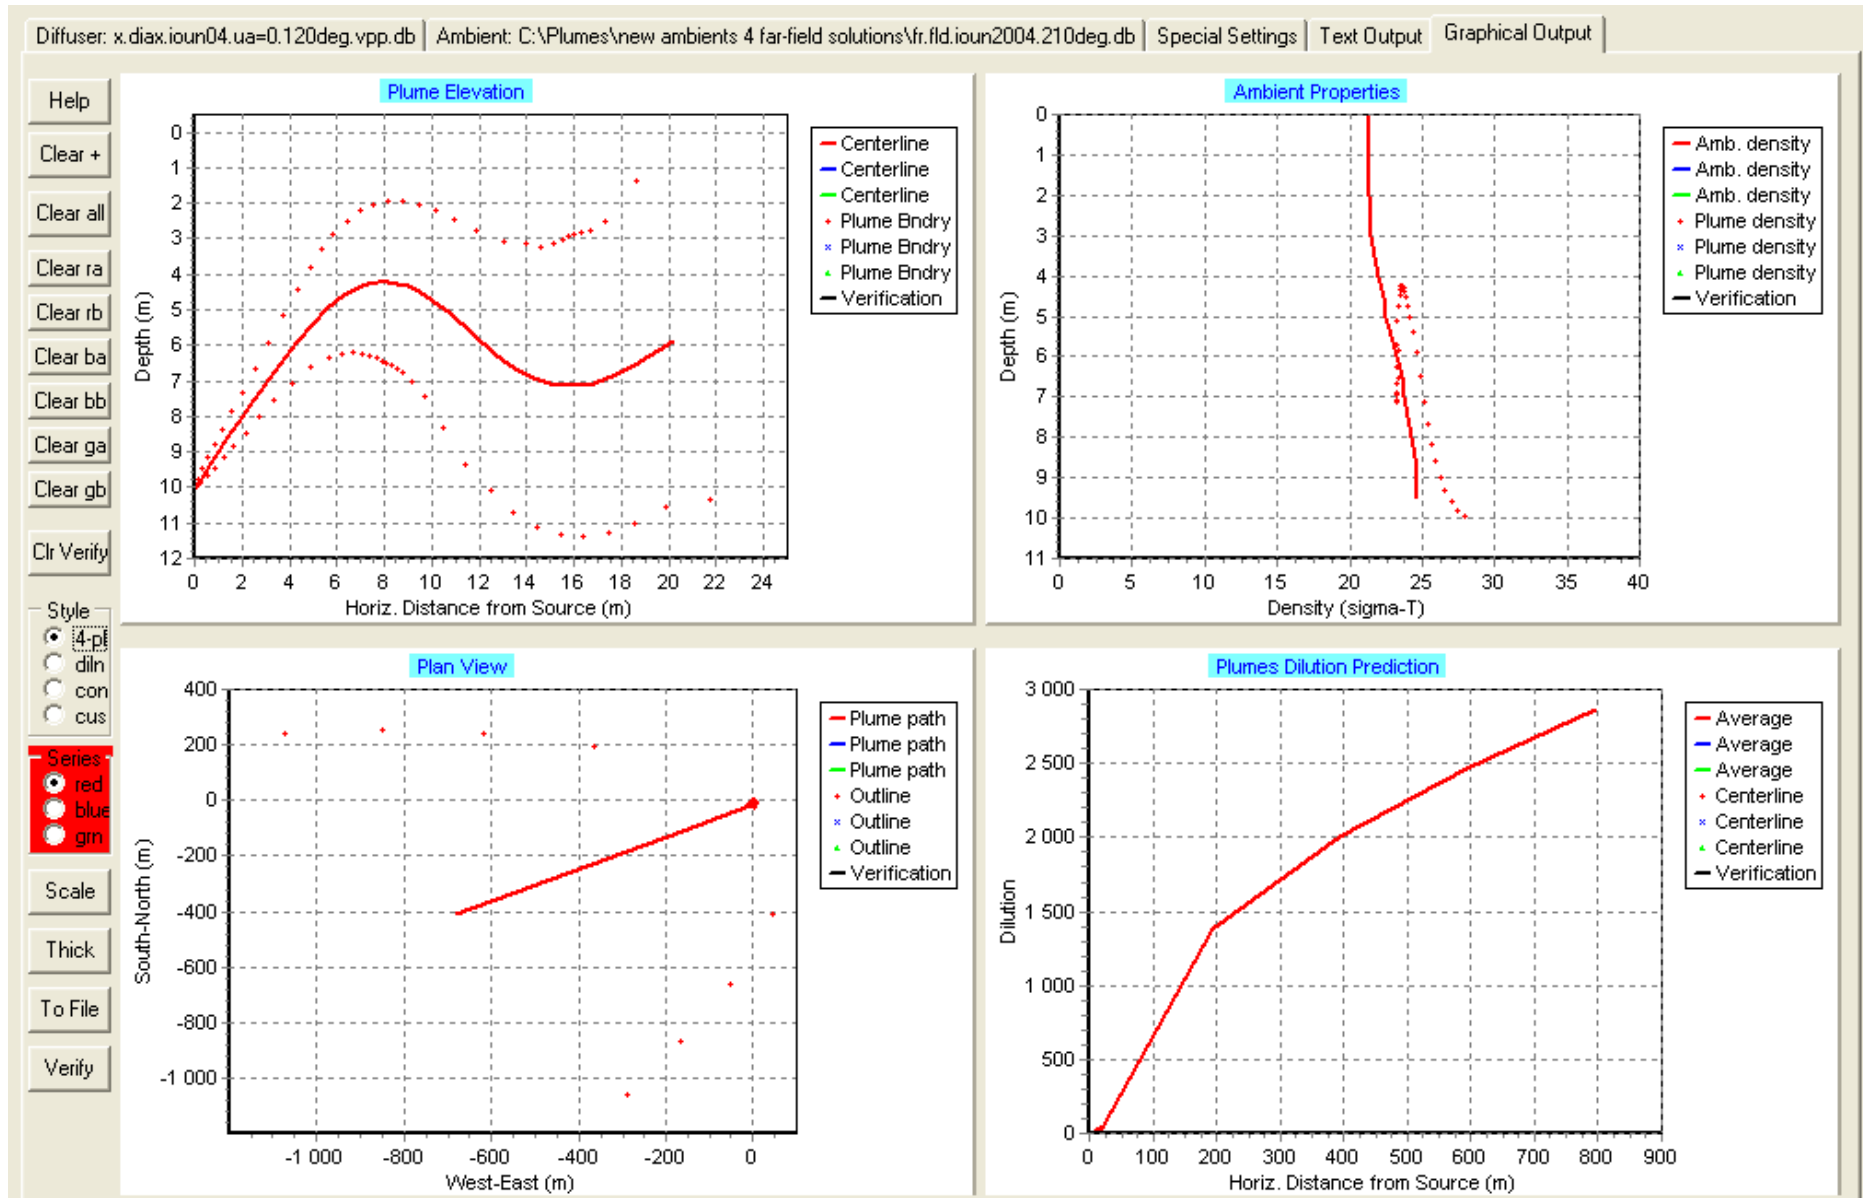 Diffuser: x.diax.ioun04.ua=0.120deg.vpp.db
Ambient: C:\Plumes\new ambients 4 far-field solutions\fr.fld.ioun2004.210deg.db
Special Settings
Text Output
Graphical Output
Help
Clear +
Clear all
Clear ra
Clear rb
Clear ba
Clear bb
Clear ga
Clear gb
Clr Verify
Style
4-pl
diln
con
cus
Series
red
blue
grn
Scale
Thick
To File
Verify
Plume Elevation
0
1
2
3
4
5
6
7
8
9
10
11
12
Depth (m)
0 2 4 6 8 10 12 14 16 18 20 22 24
Horiz. Distance from Source (m)
Centerline
Centerline
Centerline
Plume Bndry
Plume Bndry
Plume Bndry
Verification
Ambient Properties
0
1
2
3
4
5
6
7
8
9
10
11
Depth (m)
0 5 10 15 20 25 30 35 40
Density (sigma-T)
Amb. density
Amb. density
Amb. density
Plume density
Plume density
Plume density
Verification
Plan View
400
200
0
-200
-400
-600
-800
-1 000
South-North (m)
-1 000 -800 -600 -400 -200 0
West-East (m)
Plume path
Plume path
Plume path
Outline
Outline
Outline
Verification
Plumes Dilution Prediction
3 000
2 500
2 000
1 500
1 000
500
0
Dilution
0 100 200 300 400 500 600 700 800 900
Horiz. Distance from Source (m)
Average
Average
Average
Centerline
Centerline
Centerline
Verification